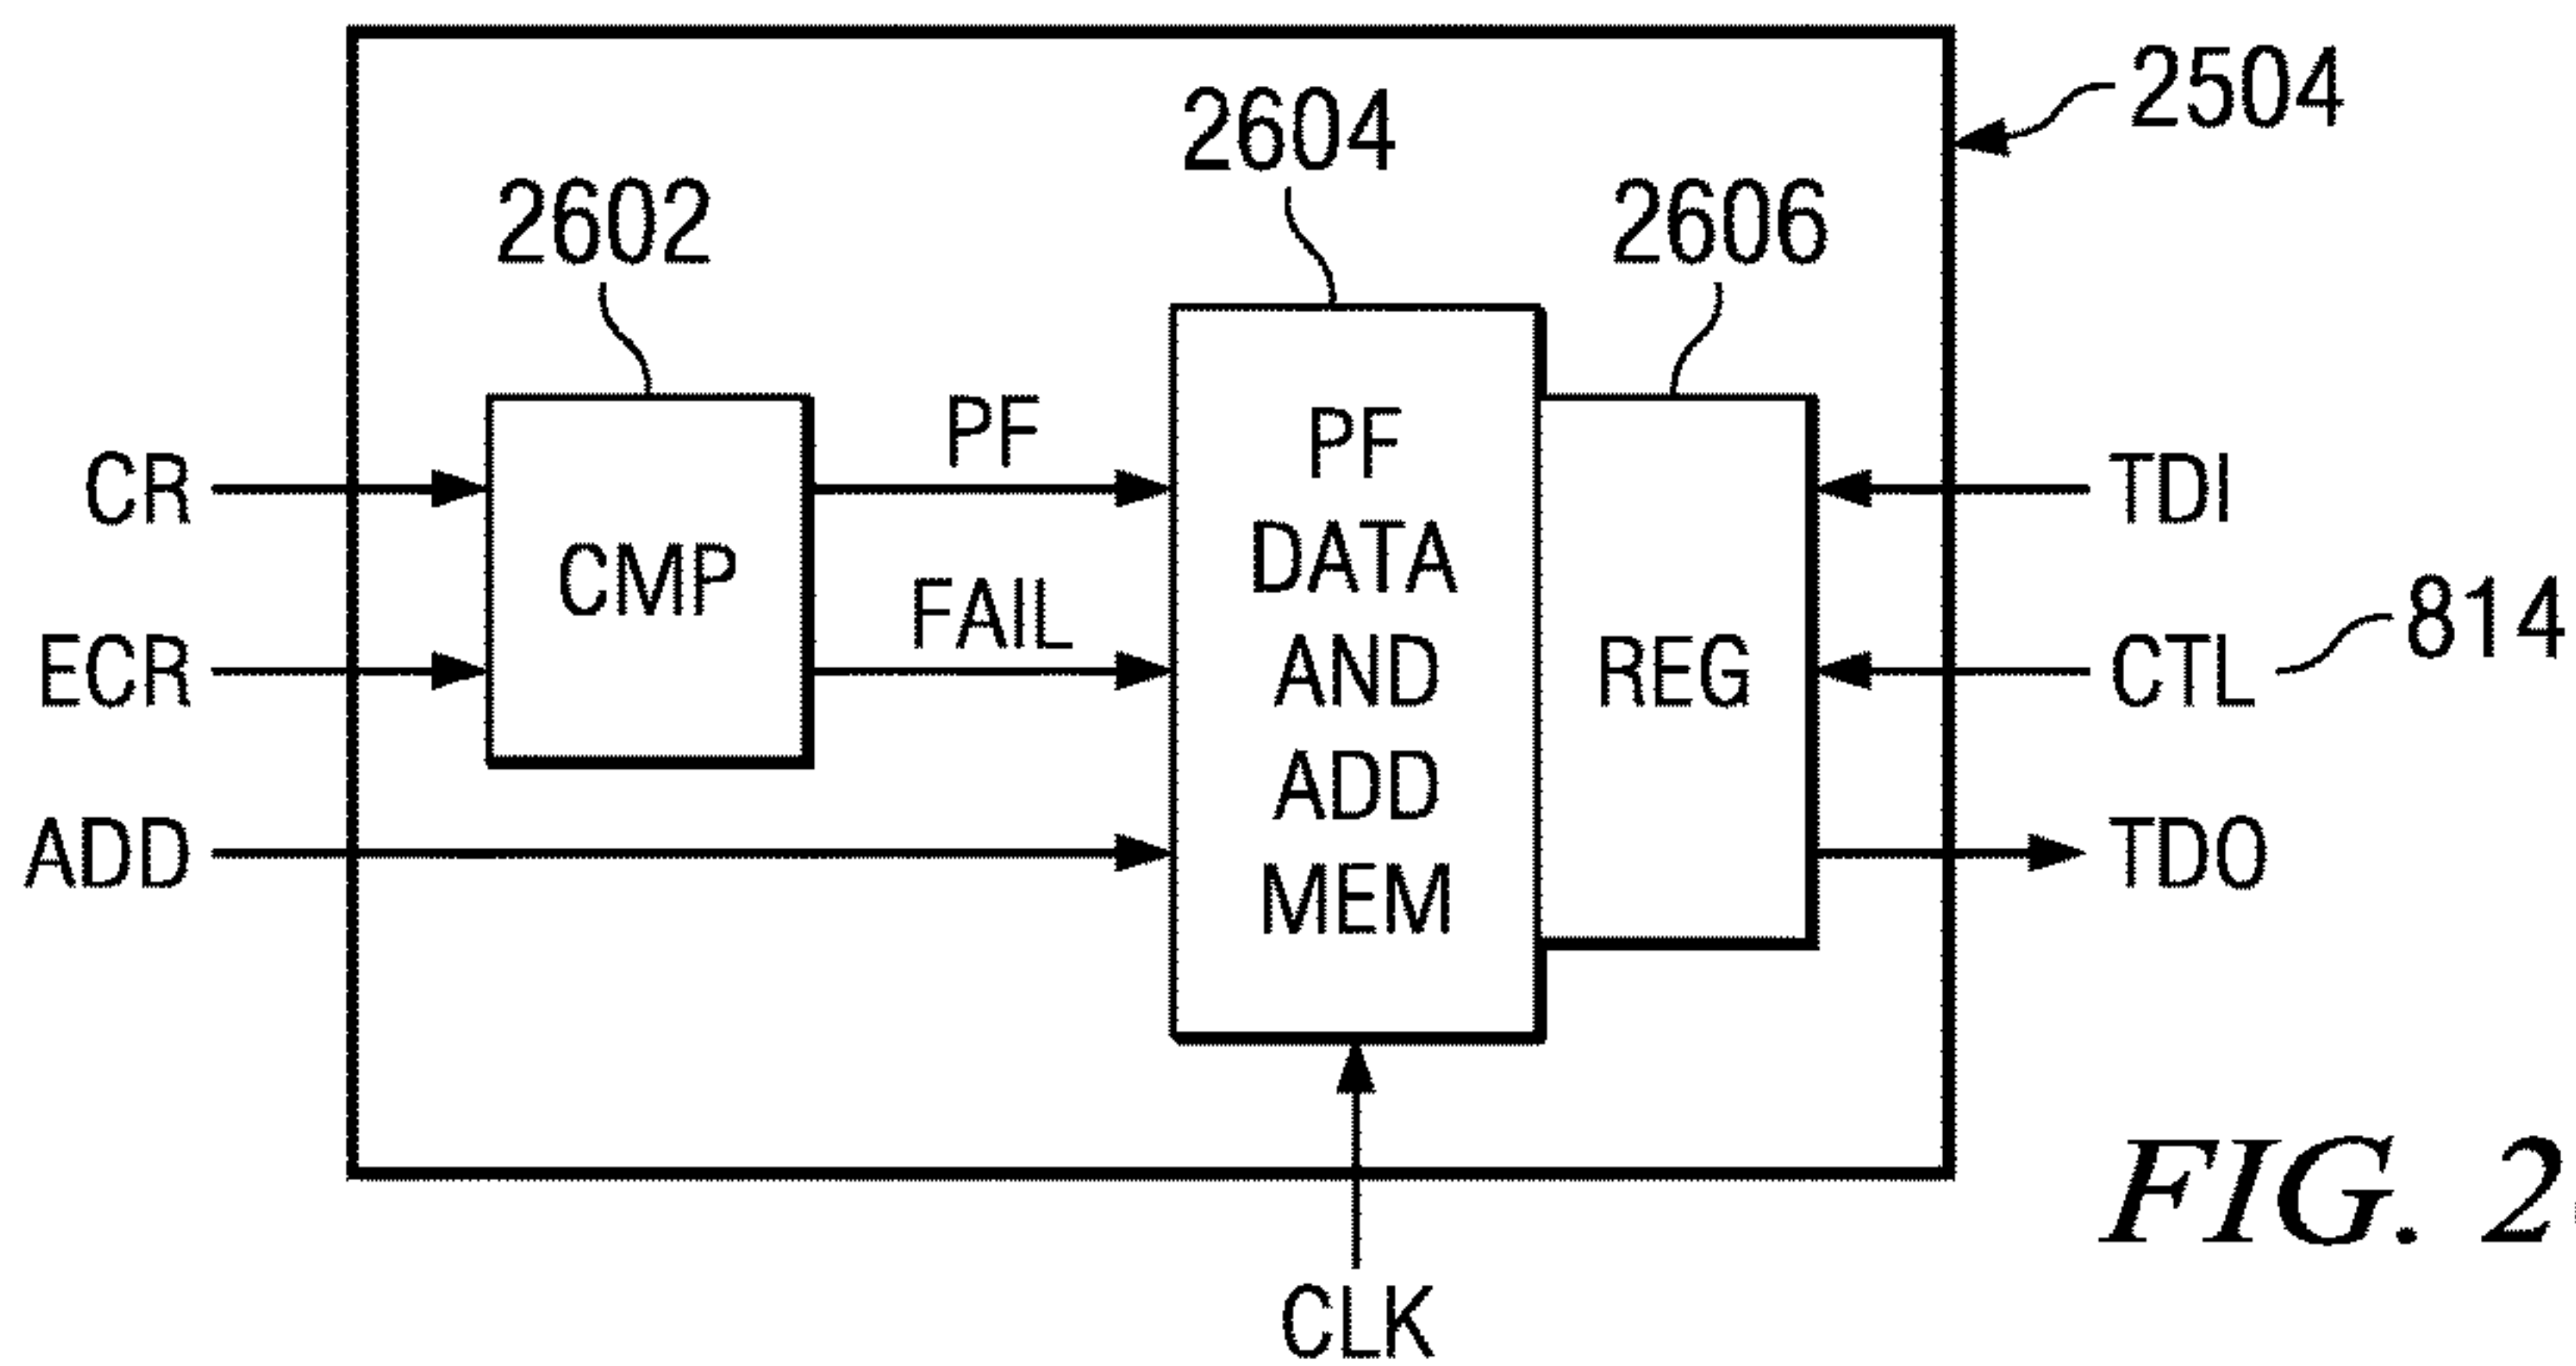 2504
2604
2602
2606
CR
ECR
ADD
CMP
PF
FAIL
PF
DATA
AND
ADD
MEM
REG
TDI
CTL 814
TDO
CLK
FIG. 2